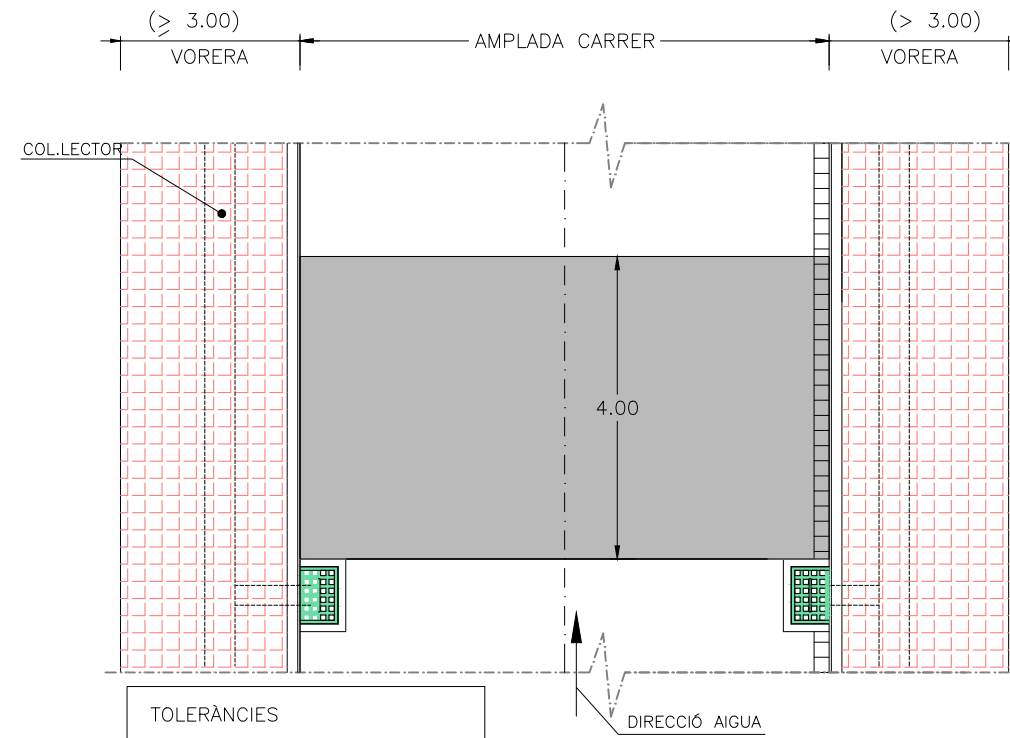 (≥ 3.00)
(> 3.00)
AMPLADA CARRER
VORERA
VORERA
COL.LECTOR
4.00
TOLERÀNCIES
DIRECCIÓ AIGUA